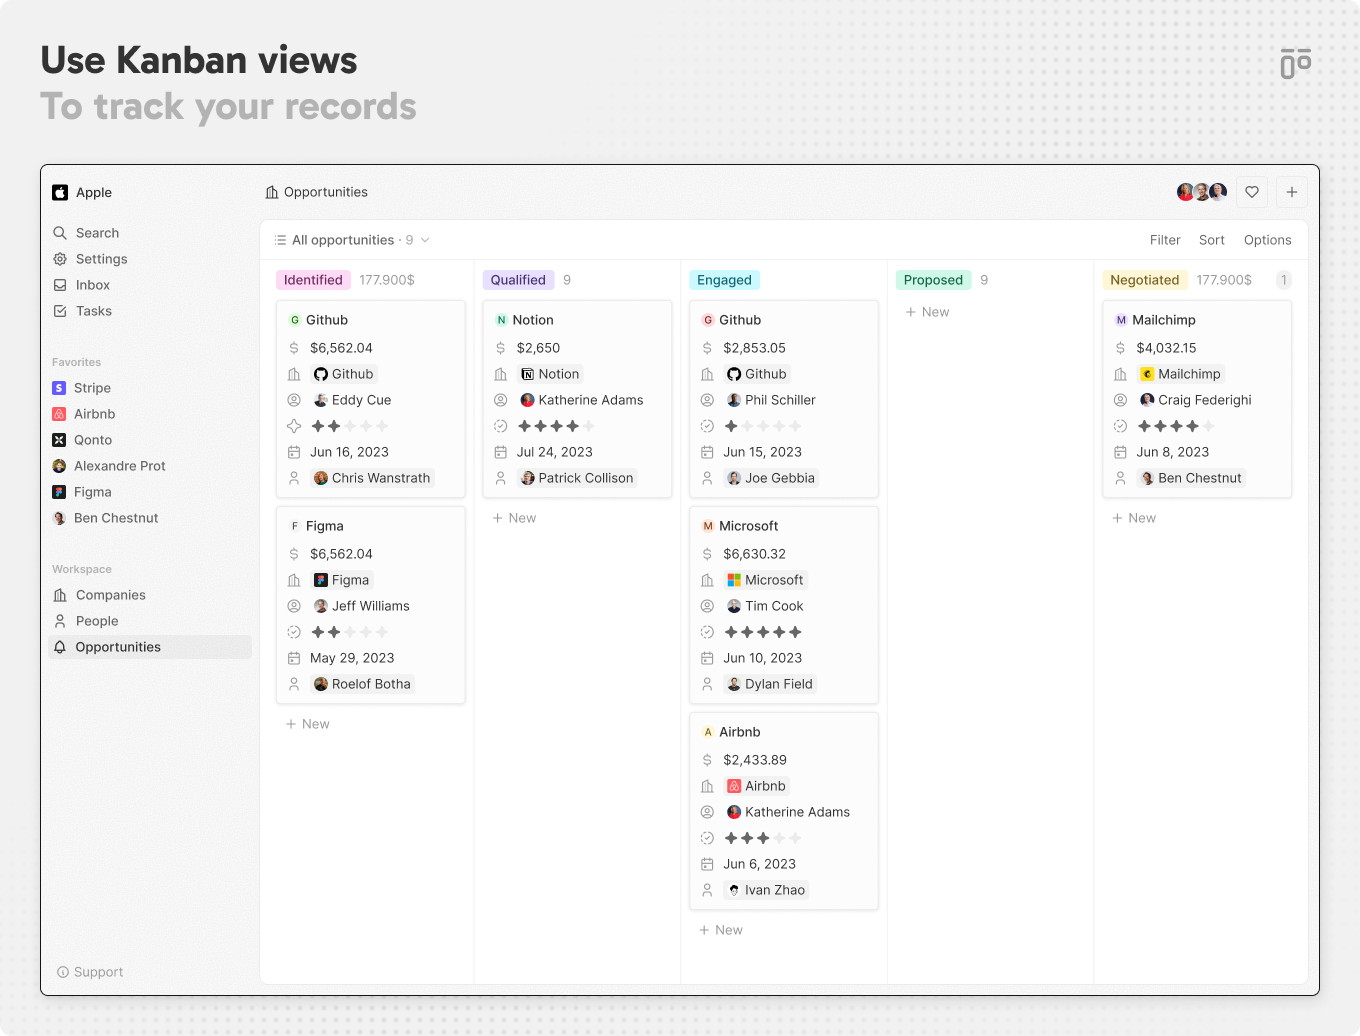 Use Kanban views
To track your records
Apple
Search
Settings
Inbox
Tasks
Favorites
S Stripe
Airbnb
Qonto
Alexandre Prot
Figma
Ben Chestnut
Workspace
Companies
People
Opportunities
Support
Opportunities
All opportunities · 9
Filter Sort Options
Identified 177.900$
G Github
$6,562.04
Github
Eddy Cue
Jun 16, 2023
Chris Wanstrath
F Figma
$6,562.04
Figma
Jeff Williams
May 29, 2023
Roelof Botha
+ New
Qualified 9
N Notion
$2,650
Notion
Katherine Adams
Jul 24, 2023
Patrick Collison
+ New
Engaged
G Github
$2,853.05
Github
Phil Schiller
Jun 15, 2023
Joe Gebbia
M Microsoft
$6,630.32
Microsoft
Tim Cook
Jun 10, 2023
Dylan Field
A Airbnb
$2,433.89
Airbnb
Katherine Adams
Jun 6, 2023
Ivan Zhao
+ New
Proposed 9
+ New
Negotiated 177.900$ 1
M Mailchimp
$4,032.15
Mailchimp
Craig Federighi
Jun 8, 2023
Ben Chestnut
+ New